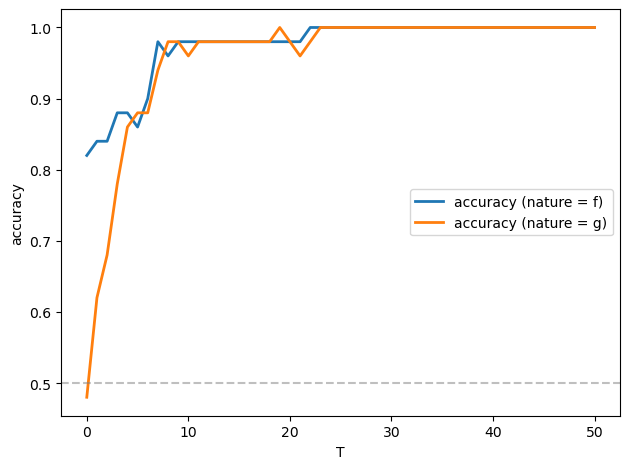 1.0
0.9
0.8
0.7
0.6
0.5
accuracy
accuracy (nature = f)
accuracy (nature = g)
0 10 20 30 40 50
T